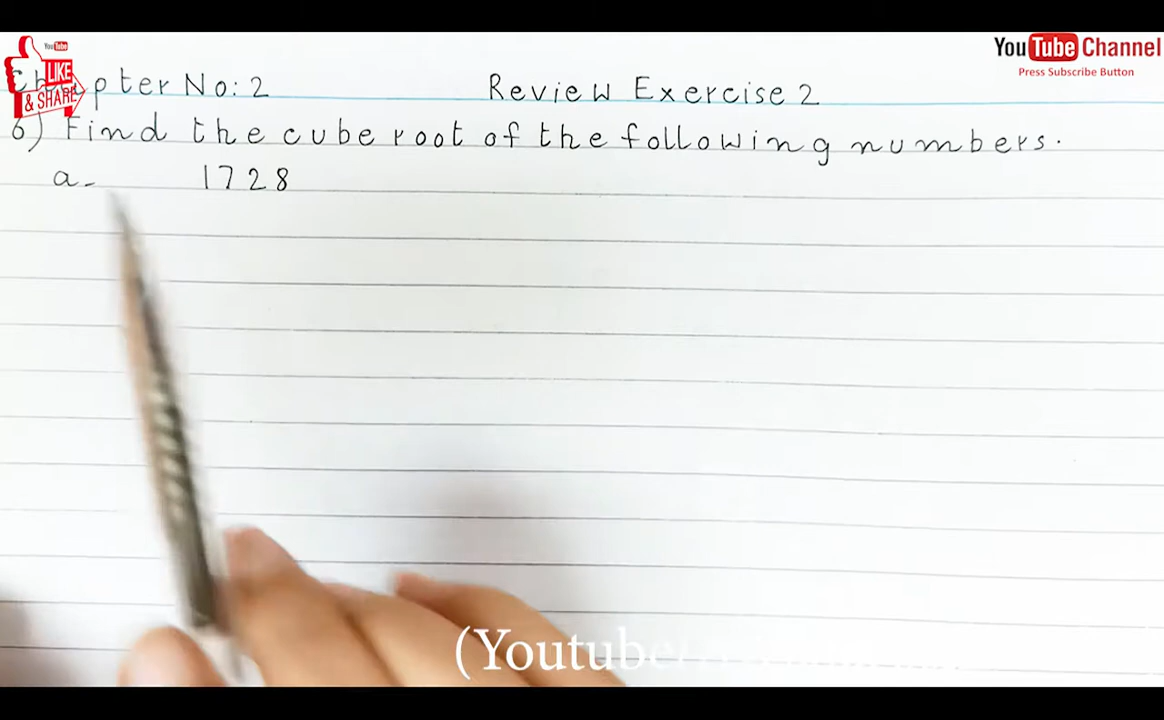 YouTube
LIKE
& SHARE
YouTube Channel
Press Subscribe Button
Chapter No: 2 Review Exercise 2
6) Find the cube root of the following numbers.
a- 1728
(Youtube